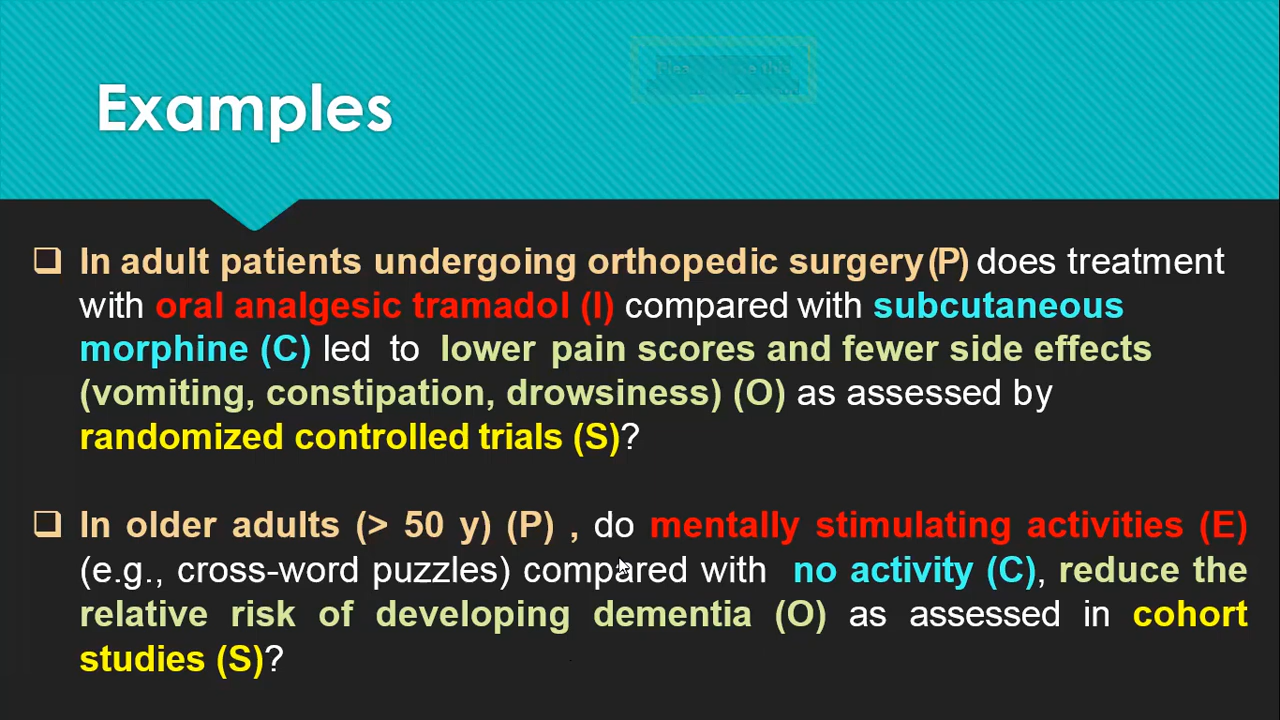 Examples
In adult patients undergoing orthopedic surgery (P) does treatment
with oral analgesic tramadol (I) compared with subcutaneous
morphine (C) led to lower pain scores and fewer side effects
(vomiting, constipation, drowsiness) (O) as assessed by
randomized controlled trials (S)?
In older adults (> 50 y) (P) , do mentally stimulating activities (E)
(e.g., cross-word puzzles) compared with no activity (C), reduce the
relative risk of developing dementia (O) as assessed in cohort
studies (S)?